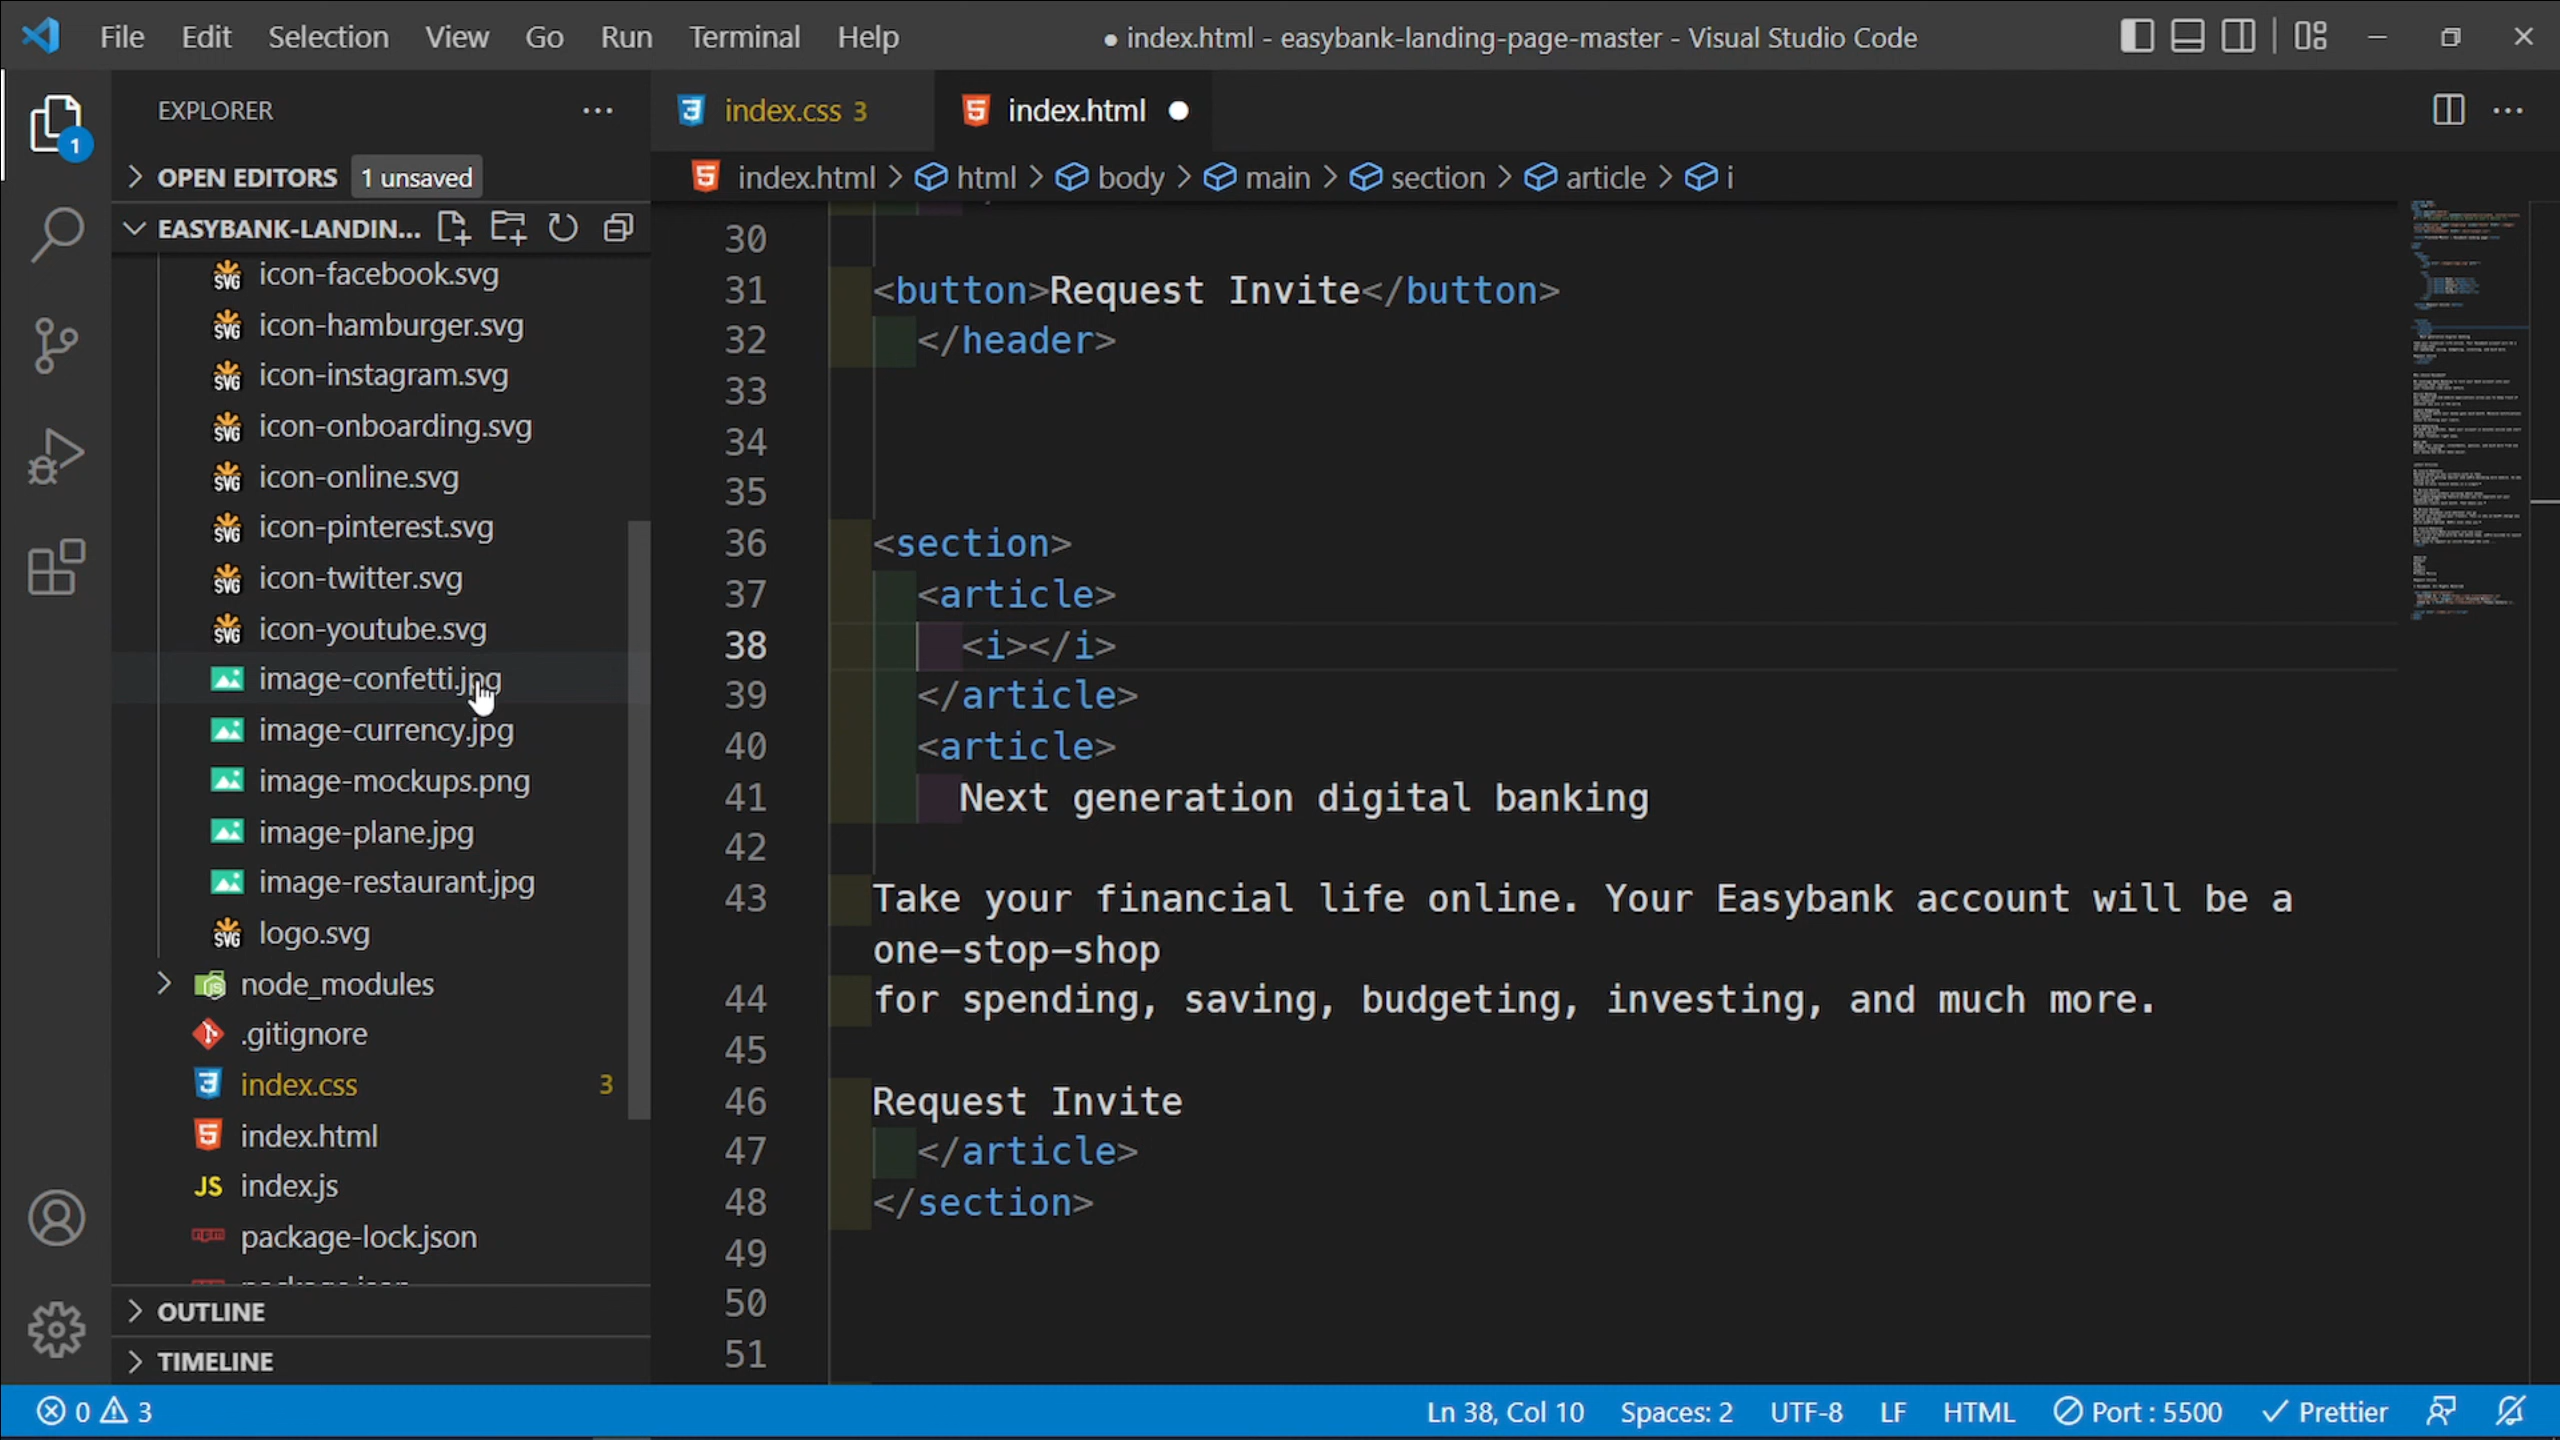 File Edit Selection View Go Run Terminal Help ● index.html - easybank-landing-page-master - Visual Studio Code
EXPLORER ...
index.css 3 index.html
1
OPEN EDITORS 1 unsaved
index.html > html > body > main > section > article > i
EASYBANK-LANDIN...
icon-facebook.svg
icon-hamburger.svg
icon-instagram.svg
icon-onboarding.svg
icon-online.svg
icon-pinterest.svg
icon-twitter.svg
icon-youtube.svg
image-confetti.jpg
image-currency.jpg
image-mockups.png
image-plane.jpg
image-restaurant.jpg
logo.svg
node_modules
.gitignore
index.css 3
index.html
JS index.js
package-lock.json
OUTLINE
TIMELINE
30
31 <button>Request Invite</button>
32 </header>
33
34
35
36 <section>
37 <article>
38 <i></i>
39 </article>
40 <article>
41 Next generation digital banking
42
43 Take your financial life online. Your Easybank account will be a
one-stop-shop
44 for spending, saving, budgeting, investing, and much more.
45
46 Request Invite
47 </article>
48 </section>
49
50
51
0 3 Ln 38, Col 10 Spaces: 2 UTF-8 LF HTML Port : 5500 Prettier